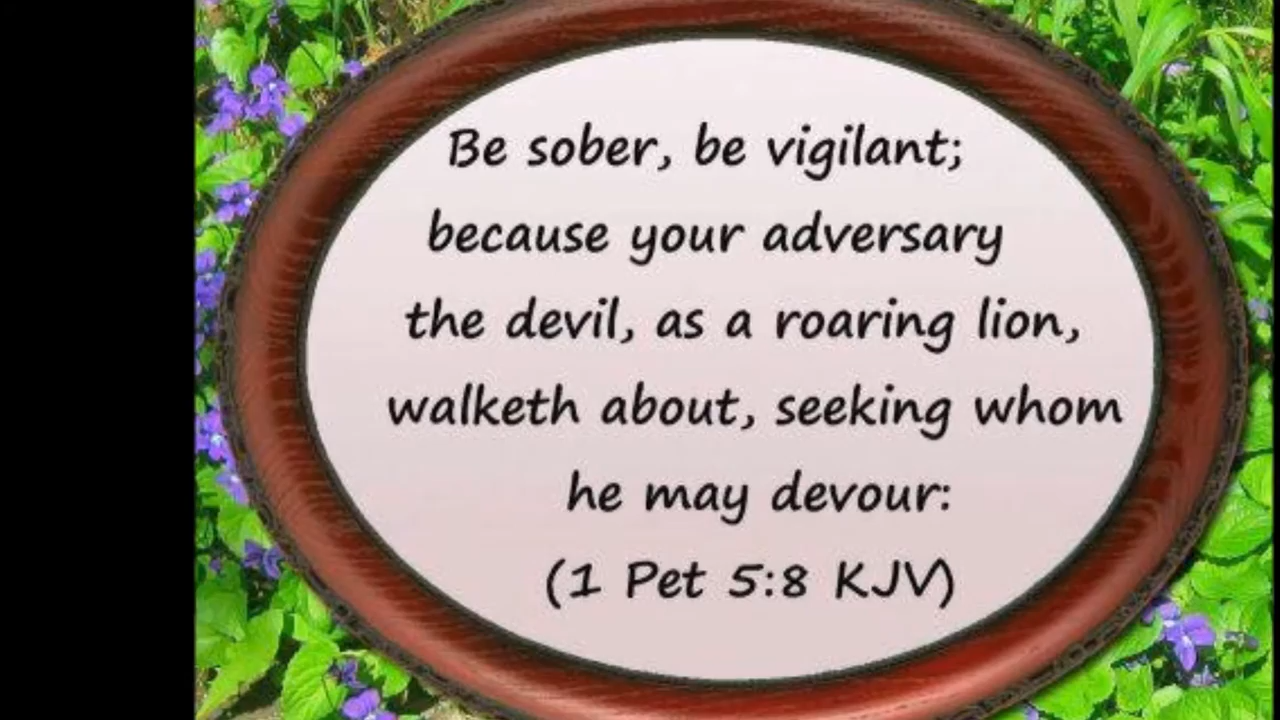 Be sober, be vigilant;
because your adversary
the devil, as a roaring lion,
walketh about, seeking whom
he may devour:
(1 Pet 5:8 KJV)